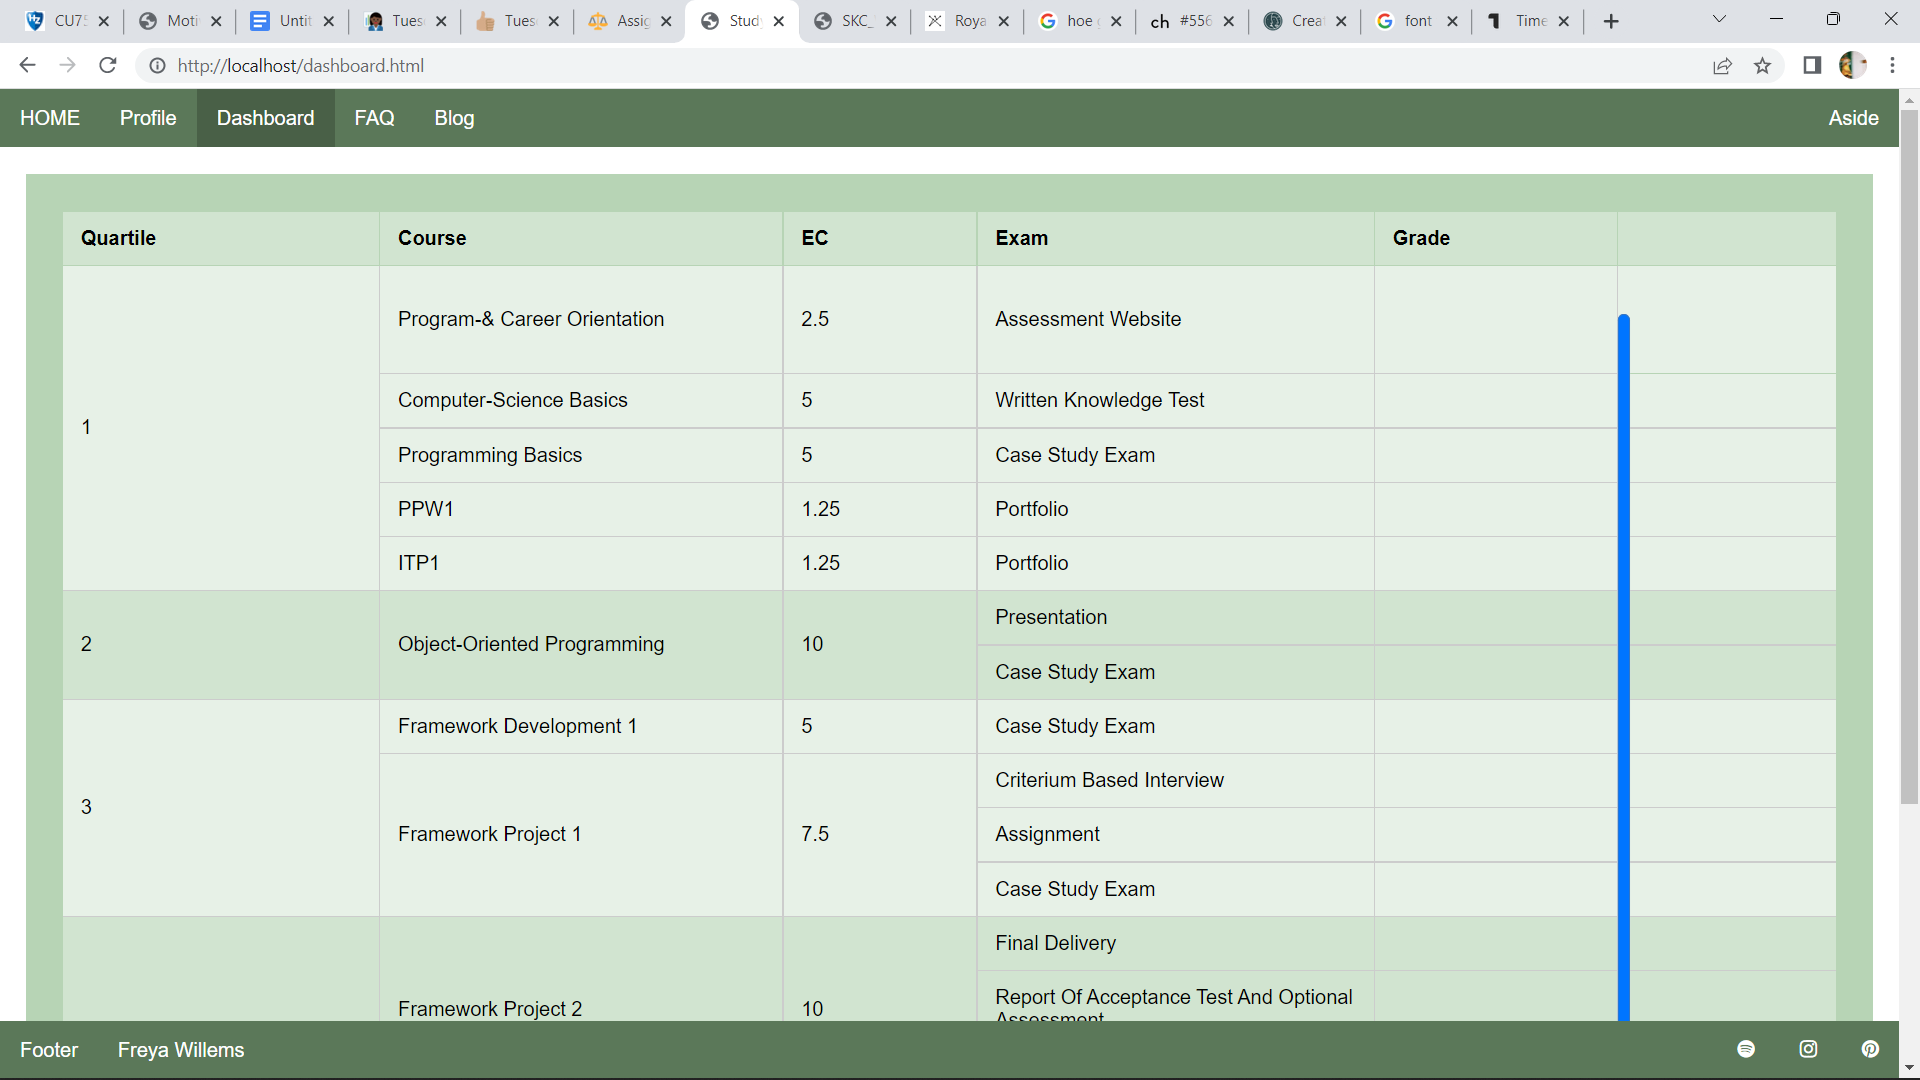 CU75
Moti
Untit
Tues
Tues
Assig
Stud
SKC_
Roya
hoe
#556
Crea
font
Time
http://localhost/dashboard.html
HOME Profile Dashboard FAQ Blog Aside
Quartile Course EC Exam Grade
1
Program-& Career Orientation 2.5 Assessment Website
Computer-Science Basics 5 Written Knowledge Test
Programming Basics 5 Case Study Exam
PPW1 1.25 Portfolio
ITP1 1.25 Portfolio
2 Object-Oriented Programming 10
Presentation
Case Study Exam
3
Framework Development 1 5 Case Study Exam
Framework Project 1 7.5
Criterium Based Interview
Assignment
Case Study Exam
Framework Project 2 10
Final Delivery
Report Of Acceptance Test And Optional
Assessment
Footer Freya Willems